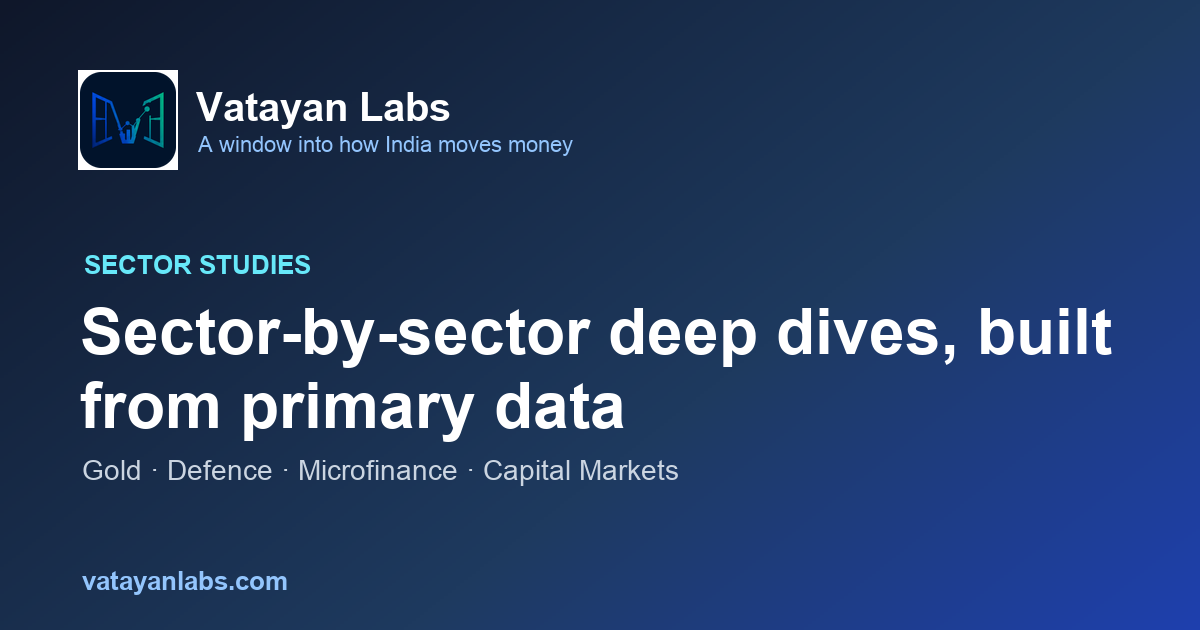 Vatayan Labs
A window into how India moves money
SECTOR STUDIES
Sector-by-sector deep dives, built
from primary data
Gold · Defence · Microfinance · Capital Markets
vatayanlabs.com